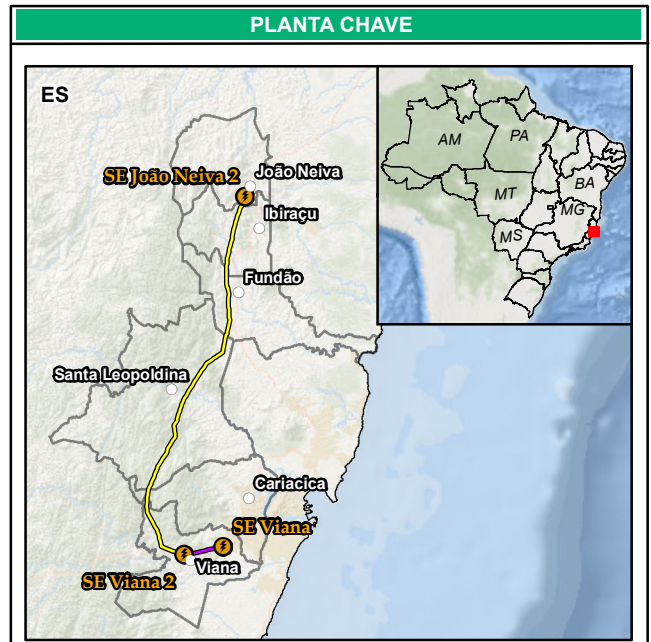 PLANTA CHAVE
ES
SE João Neiva 2
João Neiva
Ibiraçu
Fundão
Santa Leopoldina
Cariacica
SE Viana
SE Viana 2
Viana
AM
PA
MT
BA
MG
MS